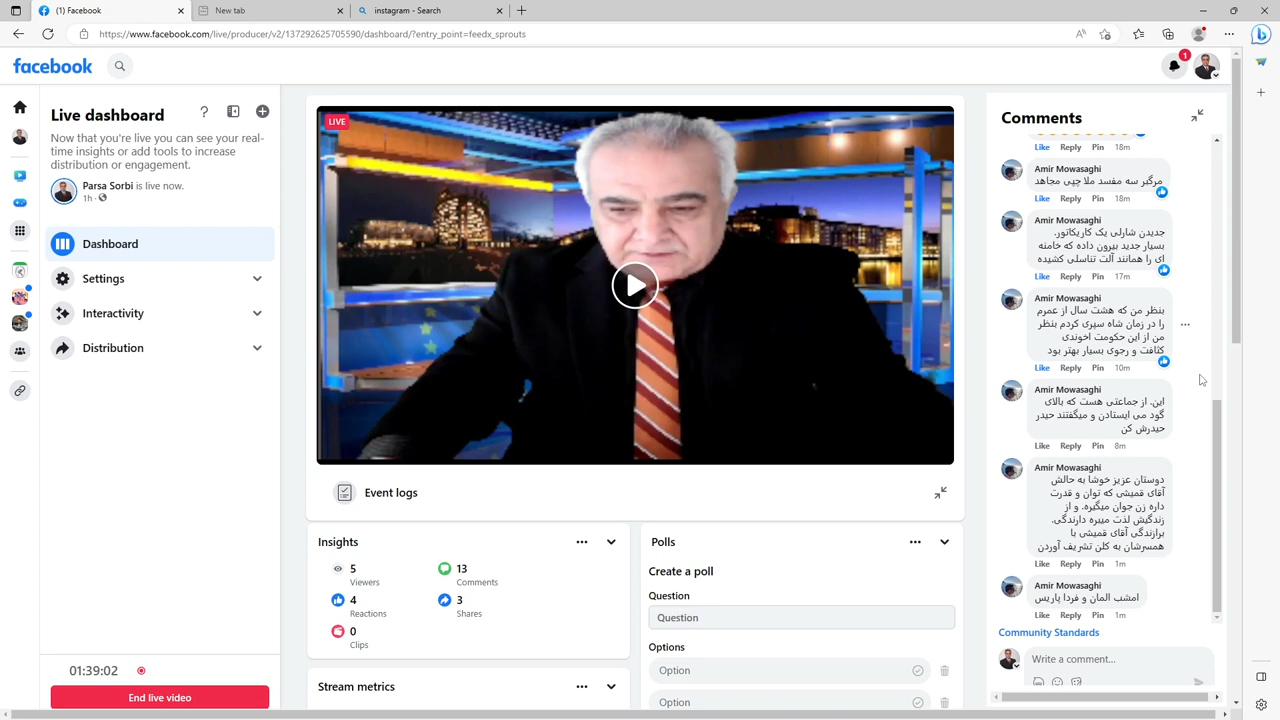 (1) Facebook
New tab
instagram - Search
https://www.facebook.com/live/producer/v2/137292625705590/dashboard/?entry_point=feedx_sprouts
facebook
1
Live dashboard
Now that you're live you can see your real-
time insights or add tools to increase
distribution or engagement.
Parsa Sorbi is live now.
1h ·
Dashboard
Settings
Interactivity
Distribution
01:39:02
End live video
LIVE
Event logs
Insights
5
Viewers
13
Comments
4
Reactions
3
Shares
0
Clips
Stream metrics
Polls
Create a poll
Question
Question
Options
Option
Option
Comments
Like Reply Pin 18m
Amir Mowasaghi
مرگبر سه مفسد ملا چپی مجاهد
Like Reply Pin 18m
Amir Mowasaghi
جدیدن شارلی یک کاریکاتور.
بسیار جدید بیرون داده که خامنه
ای را همانند آلت تناسلی کشیده
Like Reply Pin 17m
Amir Mowasaghi
بنظر من که هشت سال از عمرم
را در زمان شاه سپری کردم بنظر
من از این حکومت اخوندی
کثافت و رجوی بسیار بهتر بود
Like Reply Pin 10m
Amir Mowasaghi
این. از جماعتی هست که بالای
گود می ایستادن و میگفتند حیدر
حیدرش کن
Like Reply Pin 8m
Amir Mowasaghi
دوستان عزیز خوشا به حالش
آقای قمیشی که توان و قدرت
داره زن جوان میگیره. و از
زندگیش لذت میبره دارندگی.
برازندگی آقای قمیشی با
همسرشان به کلن تشریف آوردن
Like Reply Pin 1m
Amir Mowasaghi
امشب المان و فردا پاریس
Like Reply Pin 1m
Community Standards
Write a comment...